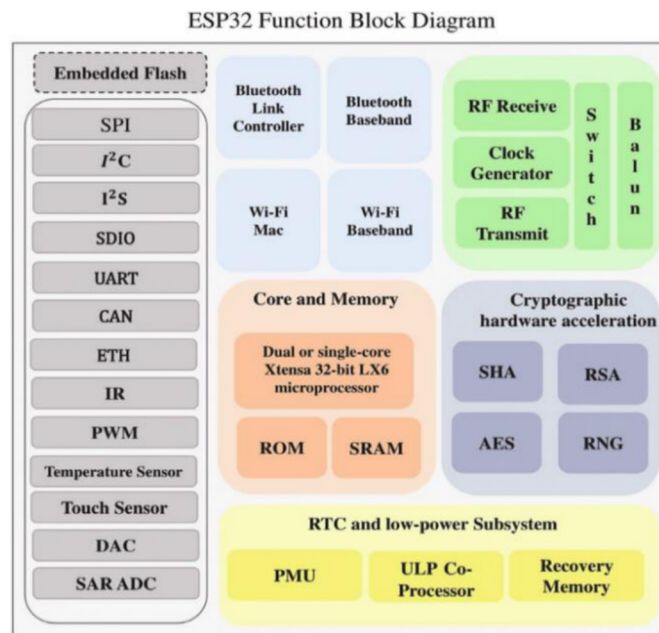 ESP32 Function Block Diagram
Embedded Flash
SPI
I²C
I²S
SDIO
UART
CAN
ETH
IR
PWM
Temperature Sensor
Touch Sensor
DAC
SAR ADC
Bluetooth
Link
Controller
Bluetooth
Baseband
Wi-Fi
Mac
Wi-Fi
Baseband
RF Receive
Clock
Generator
RF
Transmit
Switch
Balun
Core and Memory
Dual or single-core
Xtensa 32-bit LX6
microprocessor
ROM
SRAM
Cryptographic
hardware acceleration
SHA
RSA
AES
RNG
RTC and low-power Subsystem
PMU
ULP Co-
Processor
Recovery
Memory